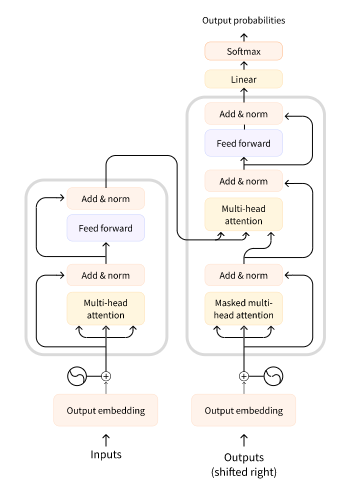 Output probabilities
Softmax
Linear
Add & norm
Feed forward
Add & norm
Multi-head
attention
Add & norm
Masked multi-
head attention
Output embedding
Outputs
(shifted right)
Add & norm
Feed forward
Add & norm
Multi-head
attention
Output embedding
Inputs